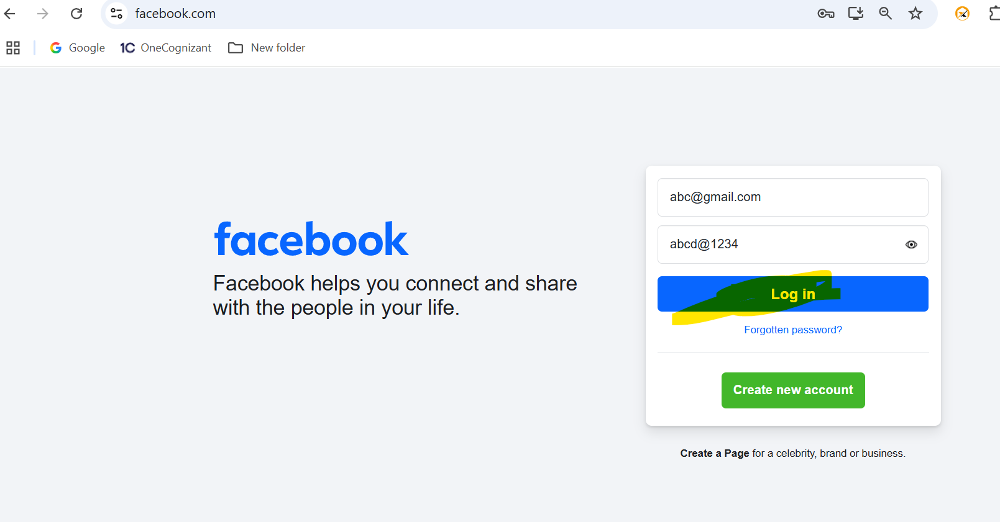 facebook.com
Google 1C OneCognizant New folder
abc@gmail.com
abcd@1234
facebook
Facebook helps you connect and share
with the people in your life.
Log in
Forgotten password?
Create new account
Create a Page for a celebrity, brand or business.